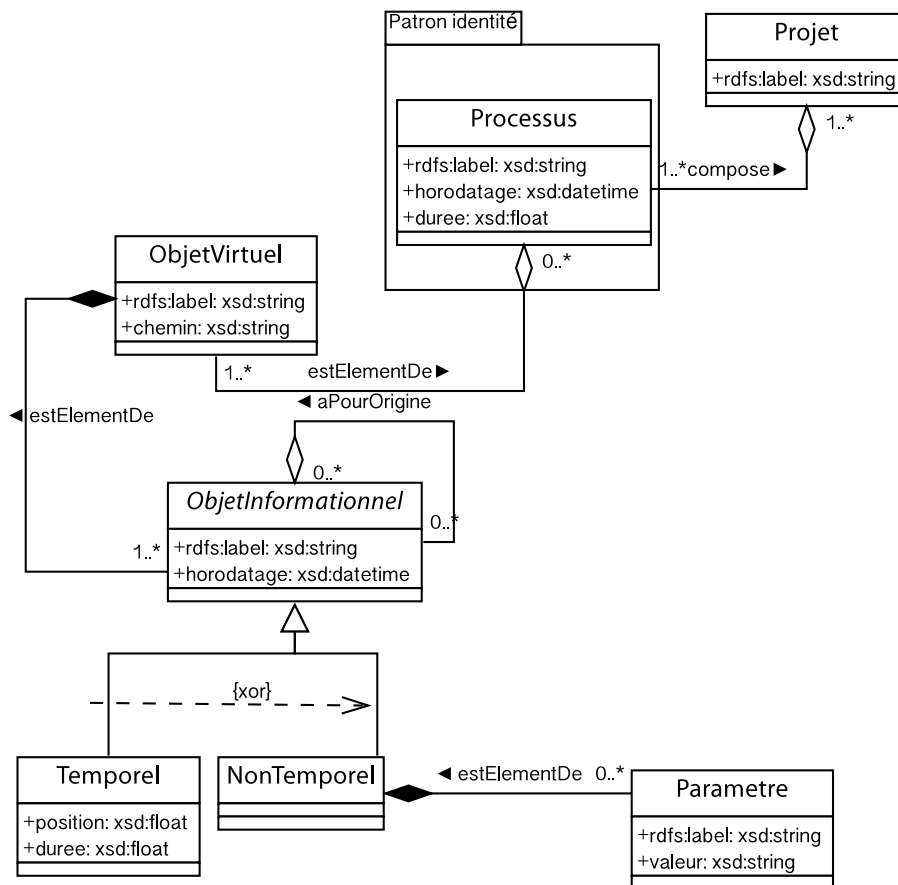 Patron identité
Projet
+rdfs:label: xsd:string
1..*
Processus
+rdfs:label: xsd:string
+horodatage: xsd:datetime
+duree: xsd:float
1..*compose ►
0..*
ObjetVirtuel
+rdfs:label: xsd:string
+chemin: xsd:string
1..*
estElementDe ►
◄ aPourOrigine
◄ estElementDe
0..*
ObjetInformationnel
+rdfs:label: xsd:string
+horodatage: xsd:datetime
0..*
1..*
{xor}
Temporel
+position: xsd:float
+duree: xsd:float
NonTemporel
◄ estElementDe 0..*
Parametre
+rdfs:label: xsd:string
+valeur: xsd:string